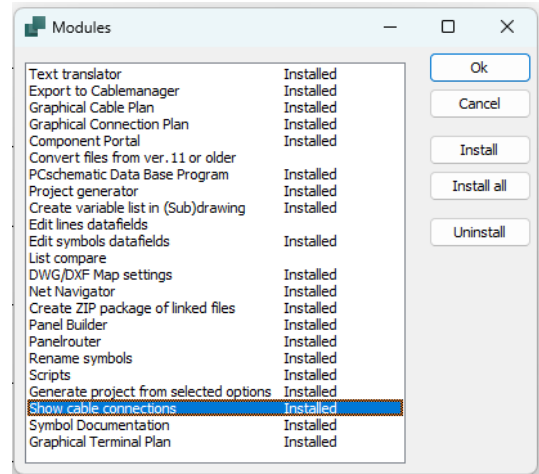 Modules
Text translator Installed
Export to Cablemanager Installed
Graphical Cable Plan Installed
Graphical Connection Plan Installed
Component Portal Installed
Convert files from ver.11 or older
PCschematic Data Base Program Installed
Project generator Installed
Create variable list in (Sub)drawing Installed
Edit lines datafields
Edit symbols datafields Installed
List compare
DWG/DXF Map settings Installed
Net Navigator Installed
Create ZIP package of linked files Installed
Panel Builder Installed
Panelrouter Installed
Rename symbols Installed
Scripts Installed
Generate project from selected options Installed
Show cable connections Installed
Symbol Documentation Installed
Graphical Terminal Plan Installed
Ok
Cancel
Install
Install all
Uninstall